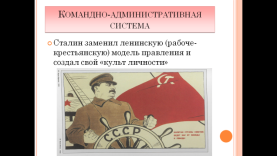 Командно-административная
система
Сталин заменил ленинскую (рабоче-
крестьянскую) модель правления и
создал свой «культ личности»
СССР